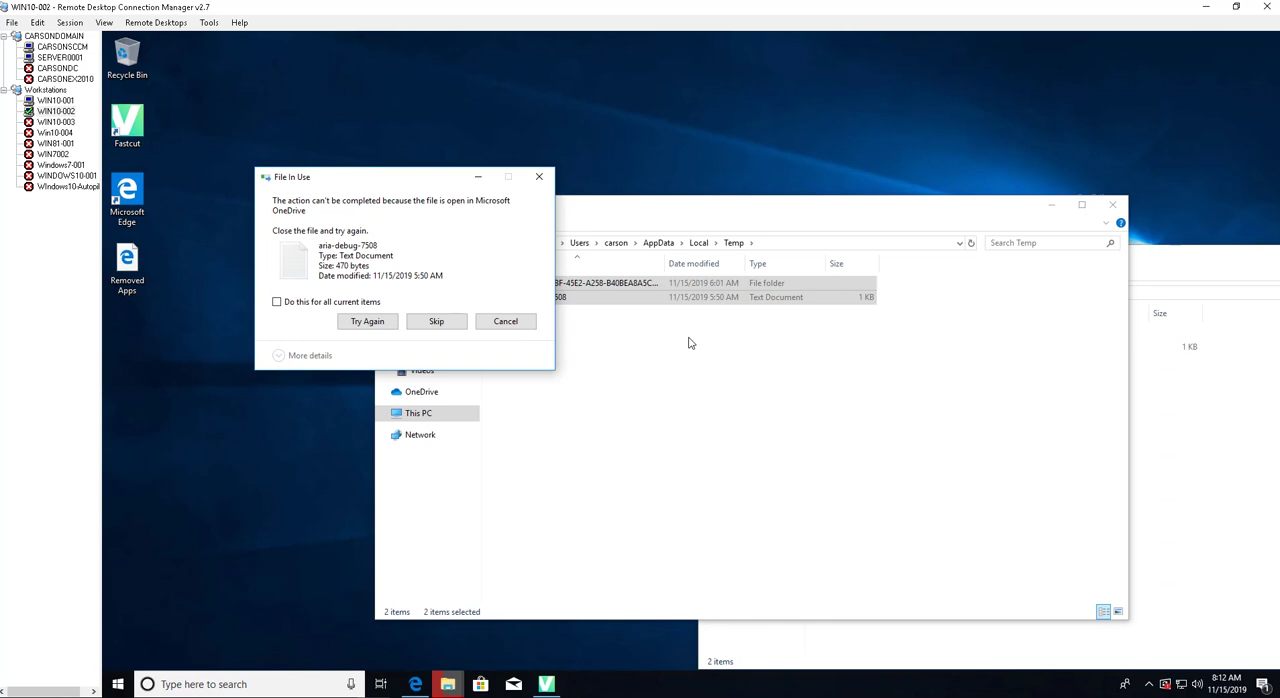 WIN10-002 - Remote Desktop Connection Manager v2.7
File Edit Session View Remote Desktops Tools Help
CARSONDOMAIN
CARSONSCCM
SERVER0001
CARSONDC
CARSONEX2010
Workstations
WIN10-001
WIN10-002
WIN10-003
Win10-004
WIN81-001
WIN7002
Windows7-001
WINDOWS10-001
WIndows10-Autopil
Recycle Bin
Fastcut
Microsoft
Edge
Removed
Apps
File In Use
The action can't be completed because the file is open in Microsoft
OneDrive
Close the file and try again.
aria-debug-7508
Type: Text Document
Size: 470 bytes
Date modified: 11/15/2019 5:50 AM
Do this for all current items
Try Again Skip Cancel
More details
Users > carson > AppData > Local > Temp >
Search Temp
Date modified Type Size
BF-45E2-A258-B40BEA8A5C... 11/15/2019 6:01 AM File folder
508 11/15/2019 5:50 AM Text Document 1 KB
Videos
OneDrive
This PC
Network
2 items 2 items selected
Size
1 KB
2 items
Type here to search
8:12 AM
11/15/2019